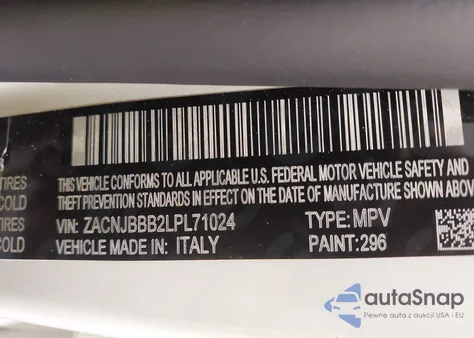 TIRES THIS VEHICLE CONFORMS TO ALL APPLICABLE U.S. FEDERAL MOTOR VEHICLE SAFETY AND
COLD THEFT PREVENTION STANDARDS IN EFFECT ON THE DATE OF MANUFACTURE SHOWN ABOV
TIRES VIN: ZACNJBBB2LPL71024 TYPE: MPV
COLD VEHICLE MADE IN: ITALY PAINT: 296
autoSnap
Pewne auta z aukcji USA i EU